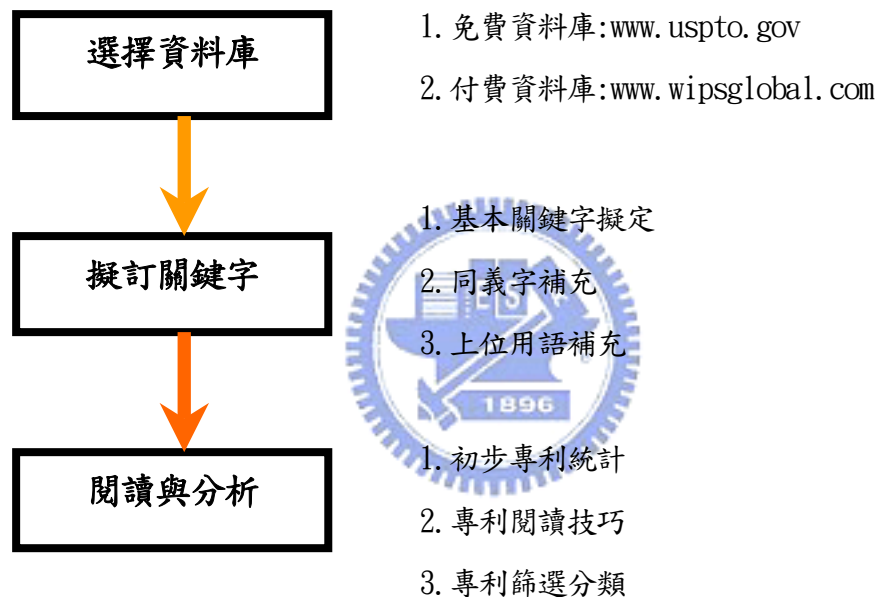 選擇資料庫
1.免費資料庫:www.uspto.gov
2.付費資料庫:www.wipsglobal.com
擬訂關鍵字
1.基本關鍵字擬定
2.同義字補充
3.上位用語補充
ES
1896
閱讀與分析
1.初步專利統計
2.專利閱讀技巧
3.專利篩選分類